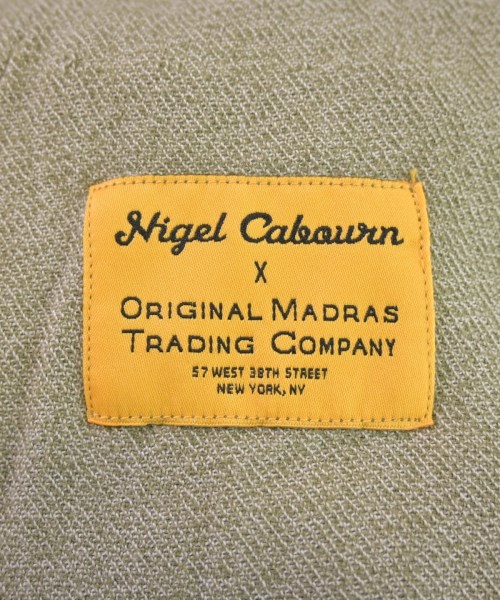 Nigel Cabourn
X
ORIGINAL MADRAS
TRADING COMPANY
57 WEST 38TH STREET
NEW YORK, NY